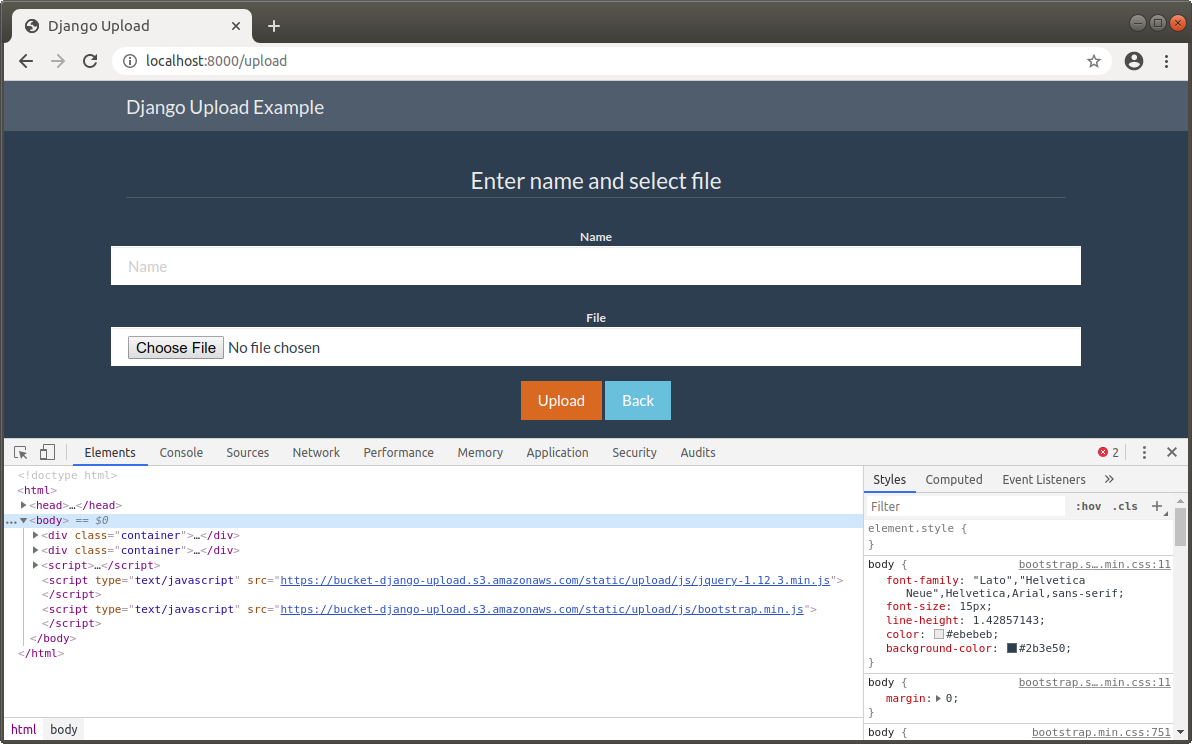 Django Upload
localhost:8000/upload
Django Upload Example
Enter name and select file
Name
Name
File
Choose File No file chosen
Upload Back
Elements Console Sources Network Performance Memory Application Security Audits 2
<!doctype html>
<html>
<head>…</head>
…<body> == $0
<div class="container">…</div>
<div class="container">…</div>
<script>…</script>
<script type="text/javascript" src="https://bucket-django-upload.s3.amazonaws.com/static/upload/js/jquery-1.12.3.min.js">
</script>
<script type="text/javascript" src="https://bucket-django-upload.s3.amazonaws.com/static/upload/js/bootstrap.min.js">
</script>
</body>
</html>
html body
Styles Computed Event Listeners »
Filter :hov .cls +
element.style {
}
body { bootstrap.s….min.css:11
font-family: "Lato","Helvetica
Neue",Helvetica,Arial,sans-serif;
font-size: 15px;
line-height: 1.42857143;
color: #ebebeb;
background-color: #2b3e50;
}
body { bootstrap.s….min.css:11
margin: 0;
}
body { bootstrap.min.css:751